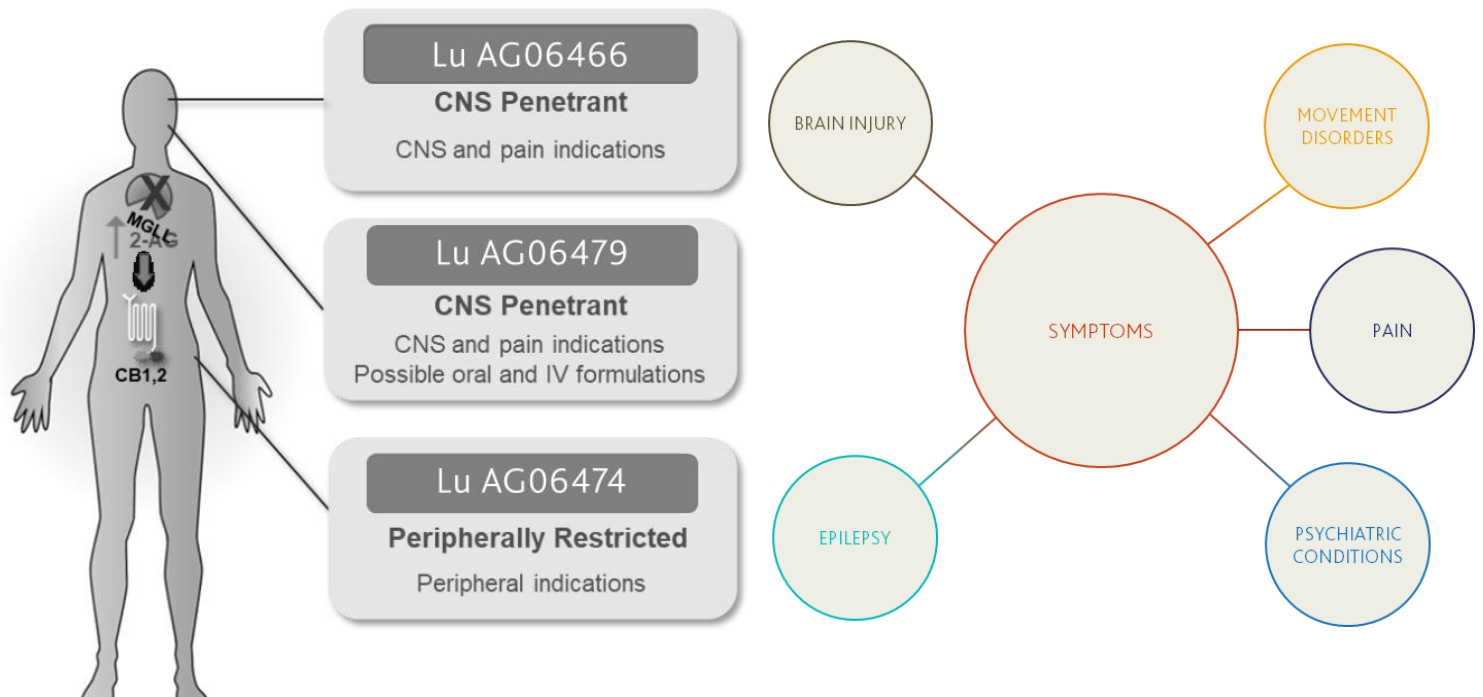 Lu AG06466
CNS Penetrant
CNS and pain indications
Lu AG06479
CNS Penetrant
CNS and pain indications
Possible oral and IV formulations
Lu AG06474
Peripherally Restricted
Peripheral indications
X
MGLL
2-AG
CB1,2
BRAIN INJURY
MOVEMENT
DISORDERS
SYMPTOMS
PAIN
EPILEPSY
PSYCHIATRIC
CONDITIONS